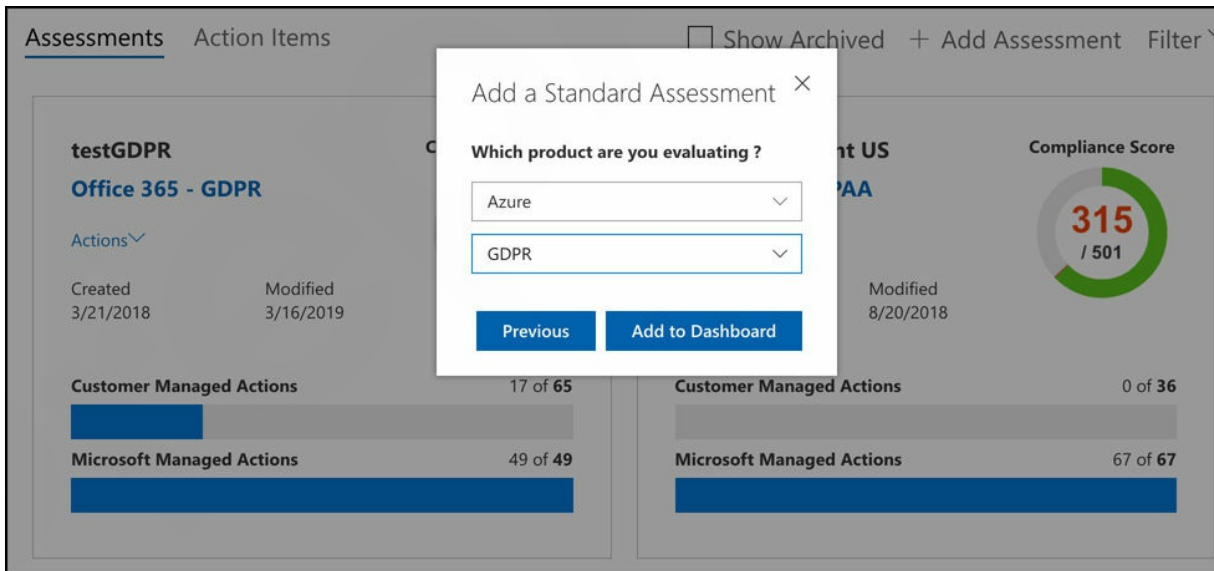 Assessments Action Items Show Archived + Add Assessment Filter
Add a Standard Assessment
Which product are you evaluating ?
Azure
GDPR
Previous Add to Dashboard
testGDPR
Office 365 - GDPR
Actions
Created Modified
3/21/2018 3/16/2019
Customer Managed Actions 17 of 65
Microsoft Managed Actions 49 of 49
US Compliance Score
315
/ 501
Modified
8/20/2018
Customer Managed Actions 0 of 36
Microsoft Managed Actions 67 of 67